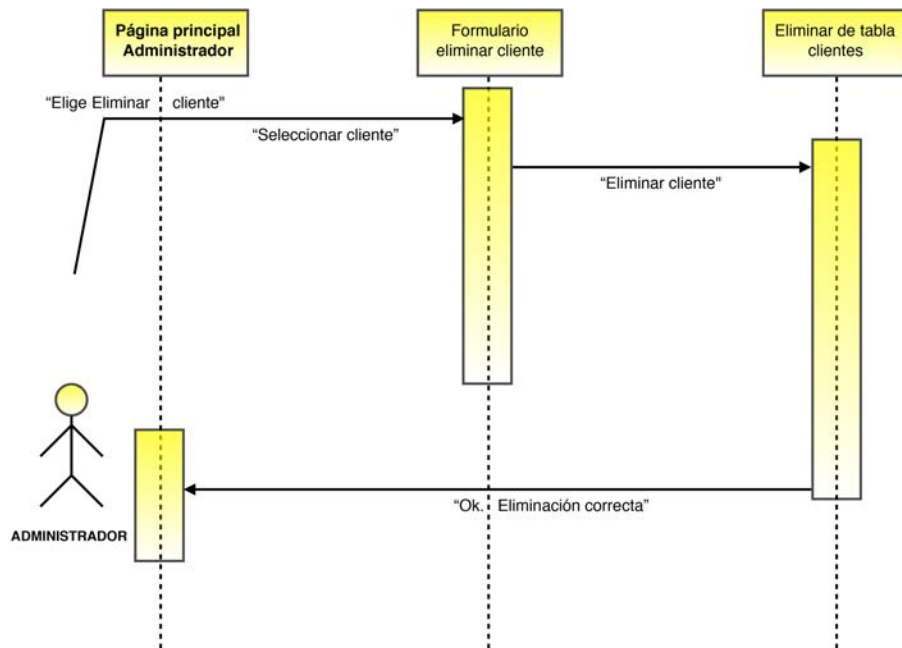 Página principal
Administrador
Formulario
eliminar cliente
Eliminar de tabla
clientes
“Elige Eliminar cliente”
“Seleccionar cliente”
“Eliminar cliente”
“Ok. Eliminación correcta”
ADMINISTRADOR